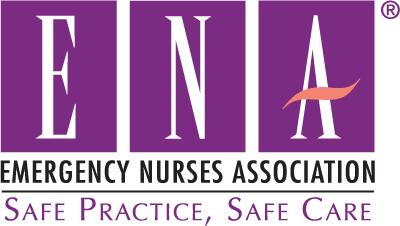 ENA®
EMERGENCY NURSES ASSOCIATION
SAFE PRACTICE, SAFE CARE